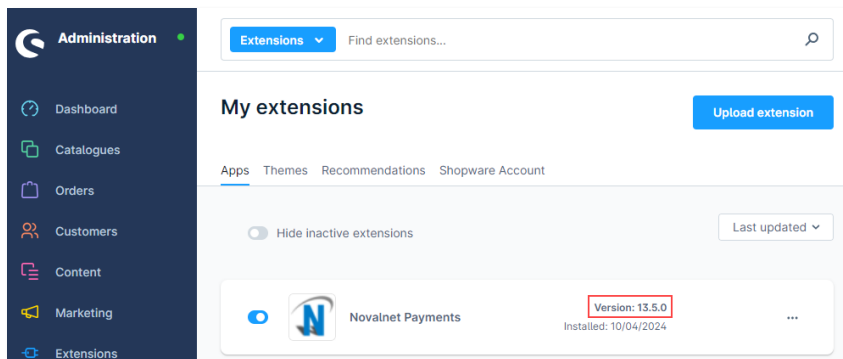 Administration
Extensions
Find extensions...
Dashboard
Catalogues
Orders
Customers
Content
Marketing
Extensions
My extensions
Upload extension
Apps Themes Recommendations Shopware Account
Hide inactive extensions
Last updated
N
Novalnet Payments
Version: 13.5.0
Installed: 10/04/2024
...